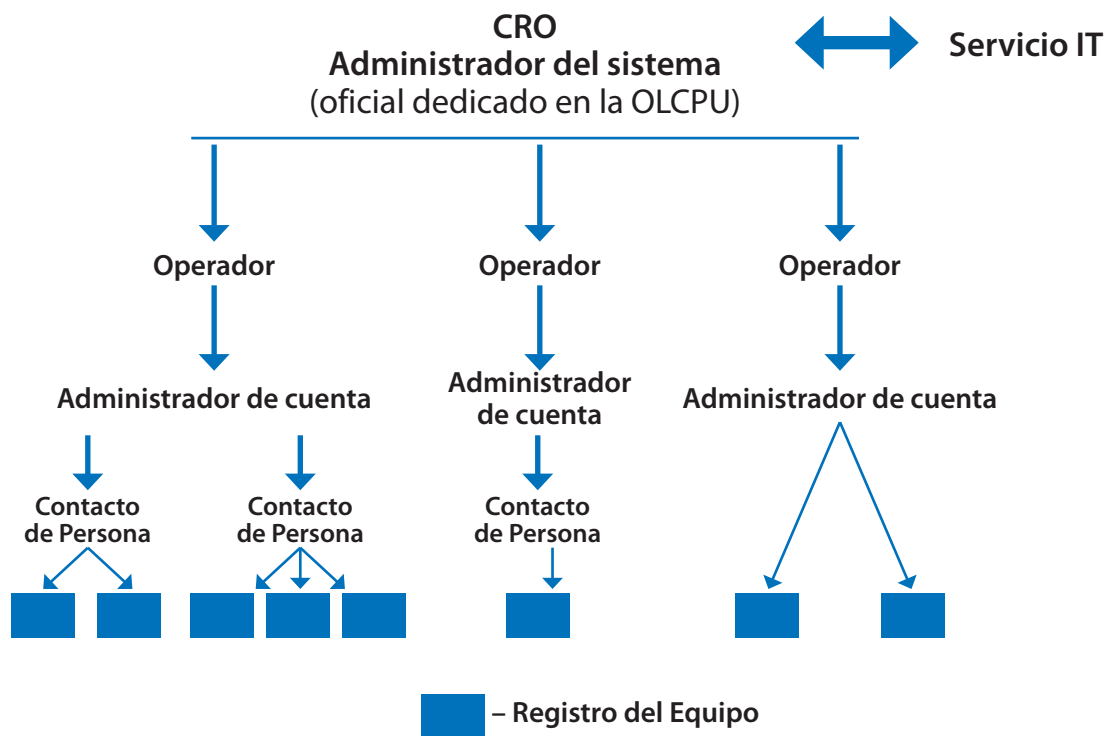 CRO
Administrador del sistema
(oficial dedicado en la OLCPU)
Servicio IT
Operador
Operador
Operador
Administrador de cuenta
Administrador
de cuenta
Administrador de cuenta
Contacto
de Persona
Contacto
de Persona
Contacto
de Persona
– Registro del Equipo